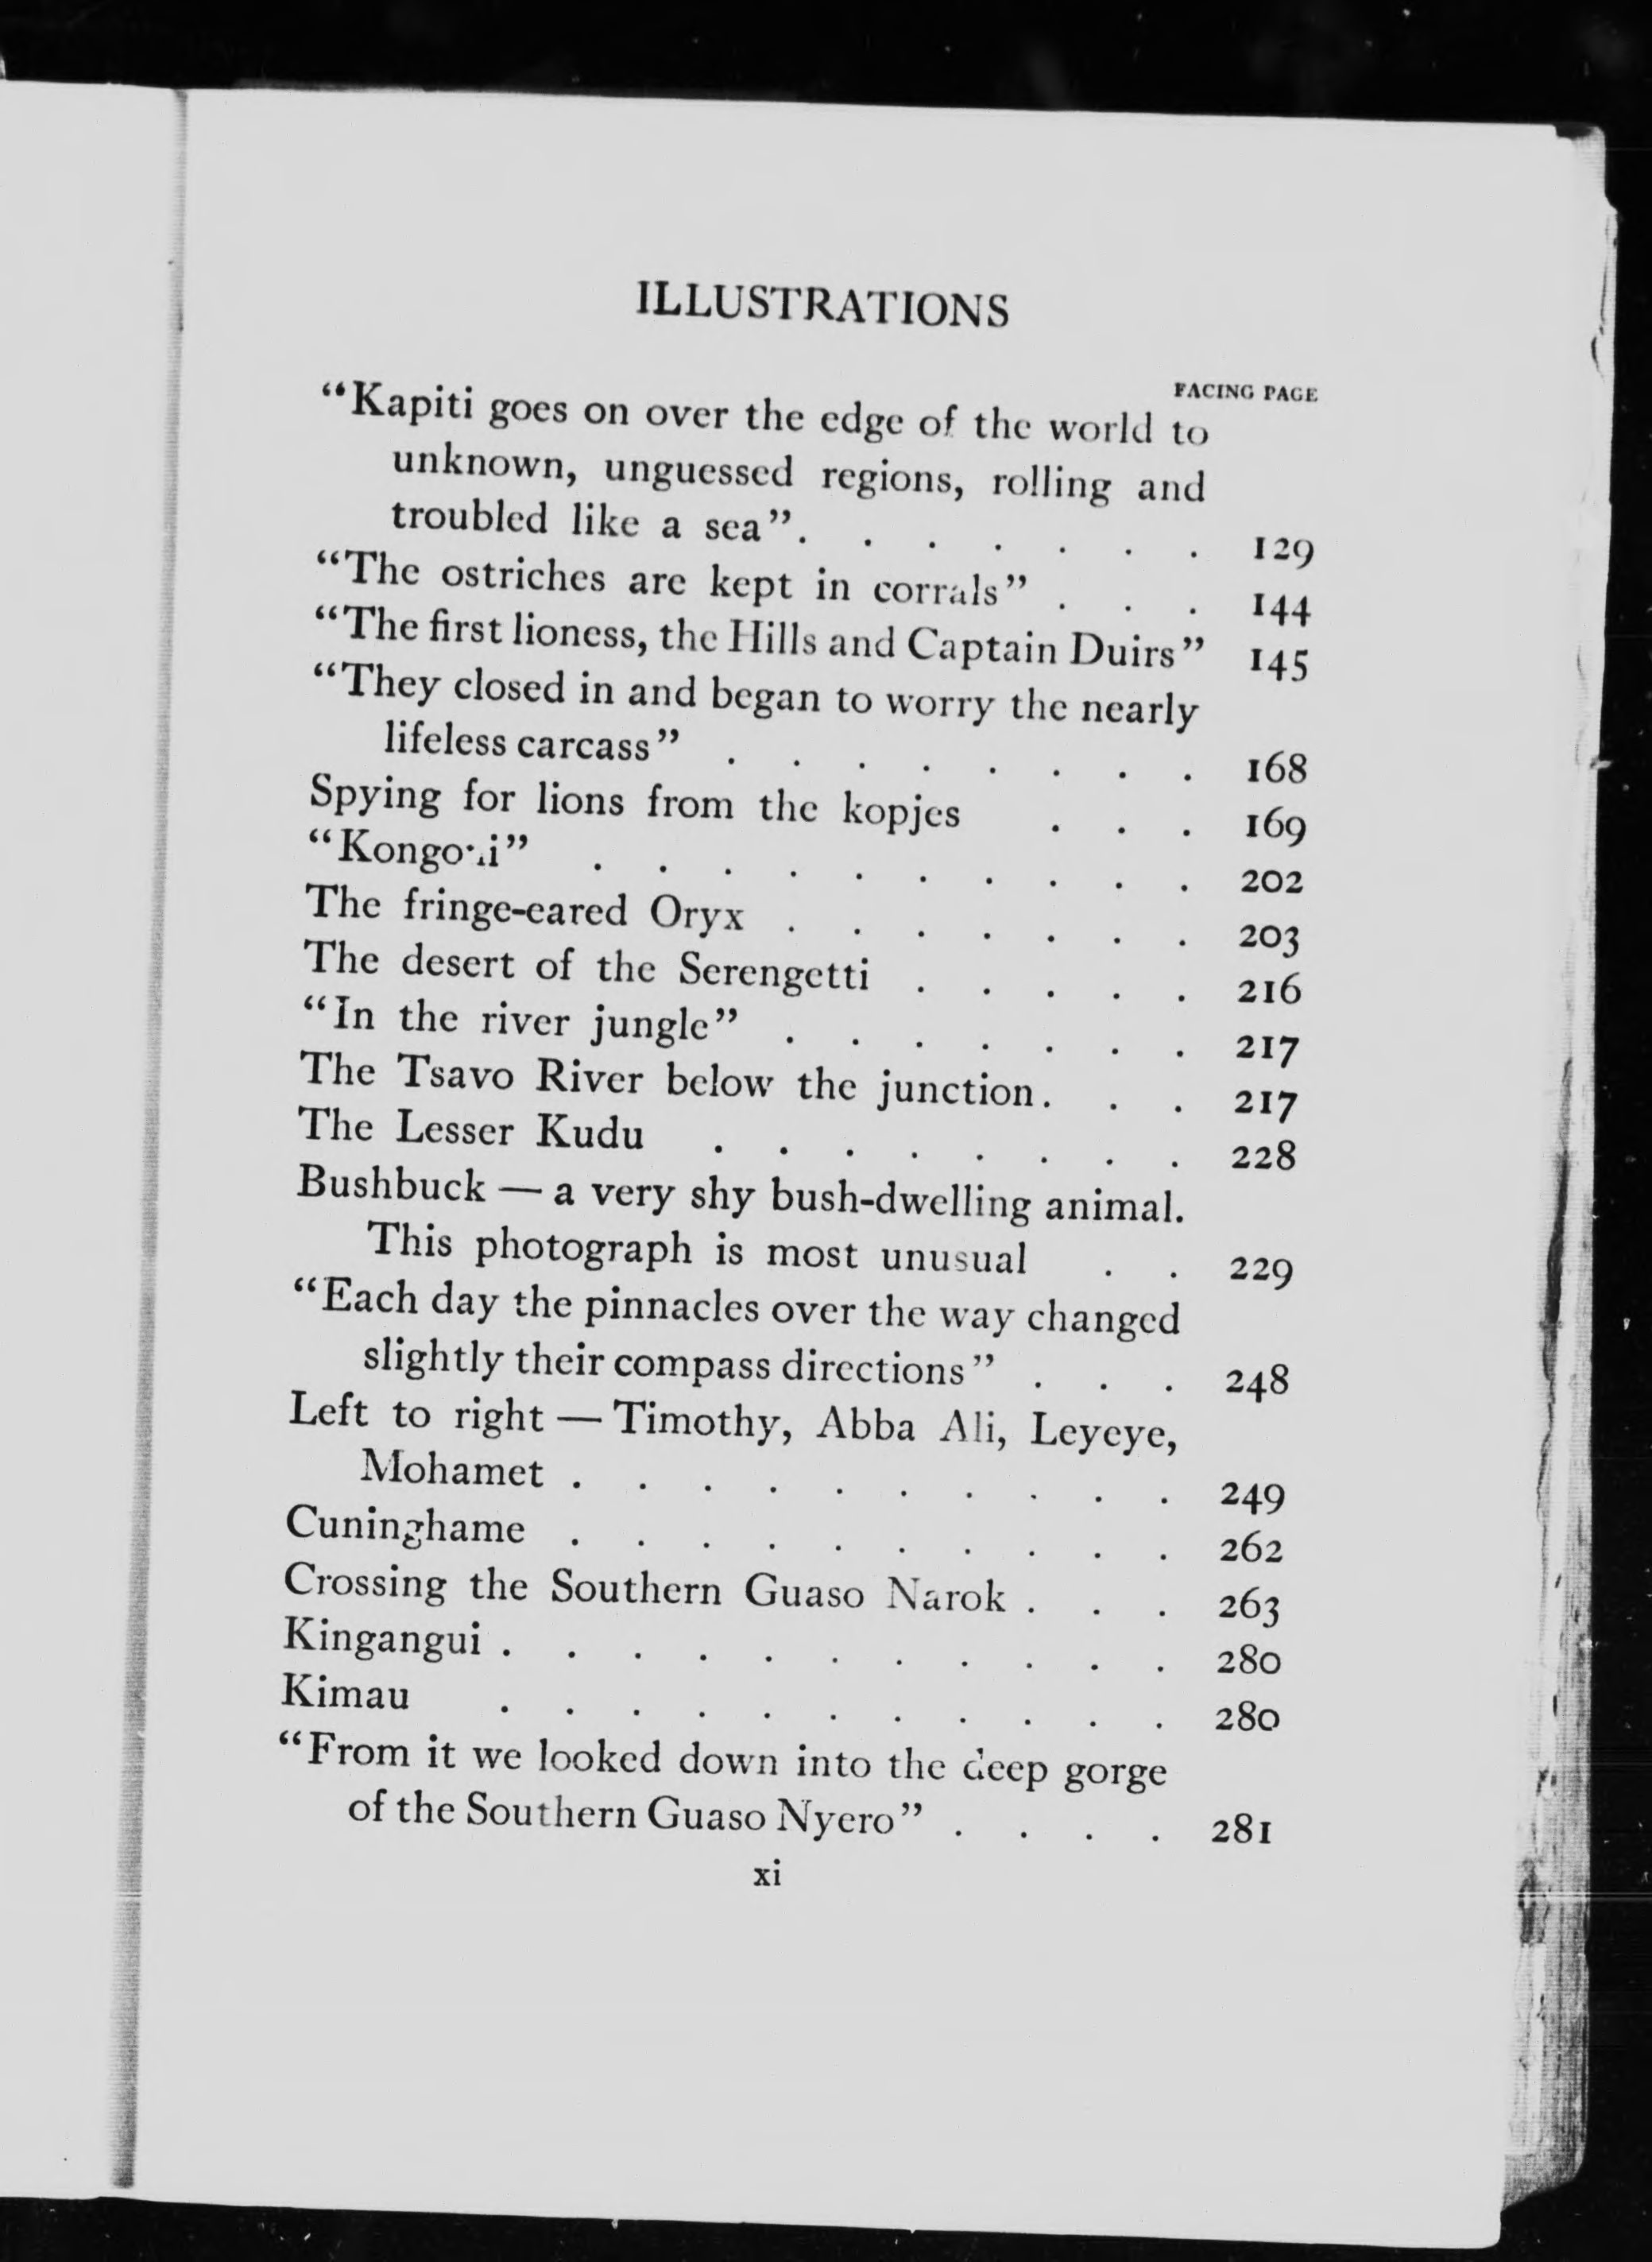 ILLUSTRATIONS
FACING PAGE
“Kapiti goes on over the edge of the world to
unknown, unguessed regions, rolling and
troubled like a sea” . . . . . . . 129
“The ostriches are kept in corrals” . . . 144
“The first lioness, the Hills and Captain Duirs” 145
“They closed in and began to worry the nearly
lifeless carcass” . . . . . . . . 168
Spying for lions from the kopjes . . . 169
“Kongoni” . . . . . . . . . . 202
The fringe-eared Oryx . . . . . . . 203
The desert of the Serengetti . . . . . 216
“In the river jungle” . . . . . . . 217
The Tsavo River below the junction . . . 217
The Lesser Kudu . . . . . . . . 228
Bushbuck — a very shy bush-dwelling animal.
This photograph is most unusual . . 229
“Each day the pinnacles over the way changed
slightly their compass directions” . . . 248
Left to right — Timothy, Abba Ali, Leyeye,
Mohamet . . . . . . . . . . 249
Cuninghame . . . . . . . . . . 262
Crossing the Southern Guaso Narok . . . 263
Kingangui . . . . . . . . . . . 280
Kimau . . . . . . . . . . . 280
“From it we looked down into the deep gorge
of the Southern Guaso Nyero” . . . . 281
xi